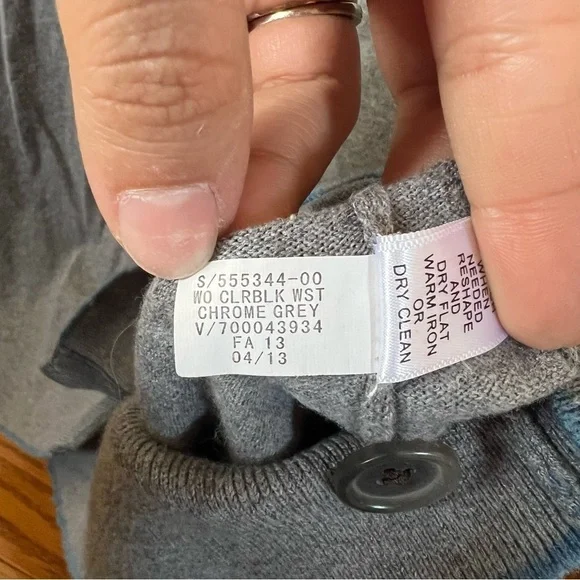 S/555344-00
WO CLRBLK WST
CHROME GREY
V/700043934
FA 13
04/13
WHEN
NEEDED
RESHAPE
AND
DRY FLAT
WARM IRON
OR
DRY CLEAN